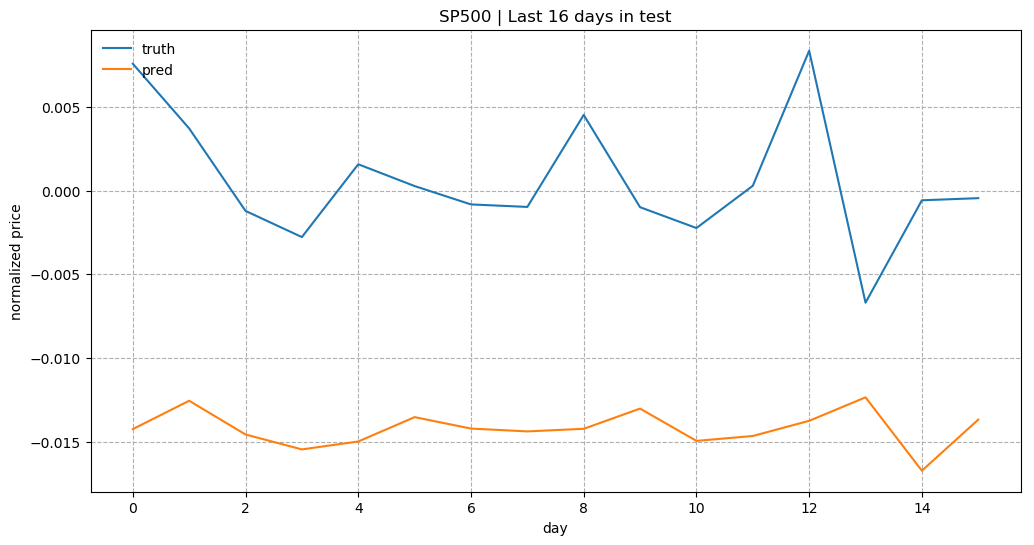 SP500 | Last 16 days in test
truth
pred
0.005
0.000
−0.005
−0.010
−0.015
normalized price
0 2 4 6 8 10 12 14
day